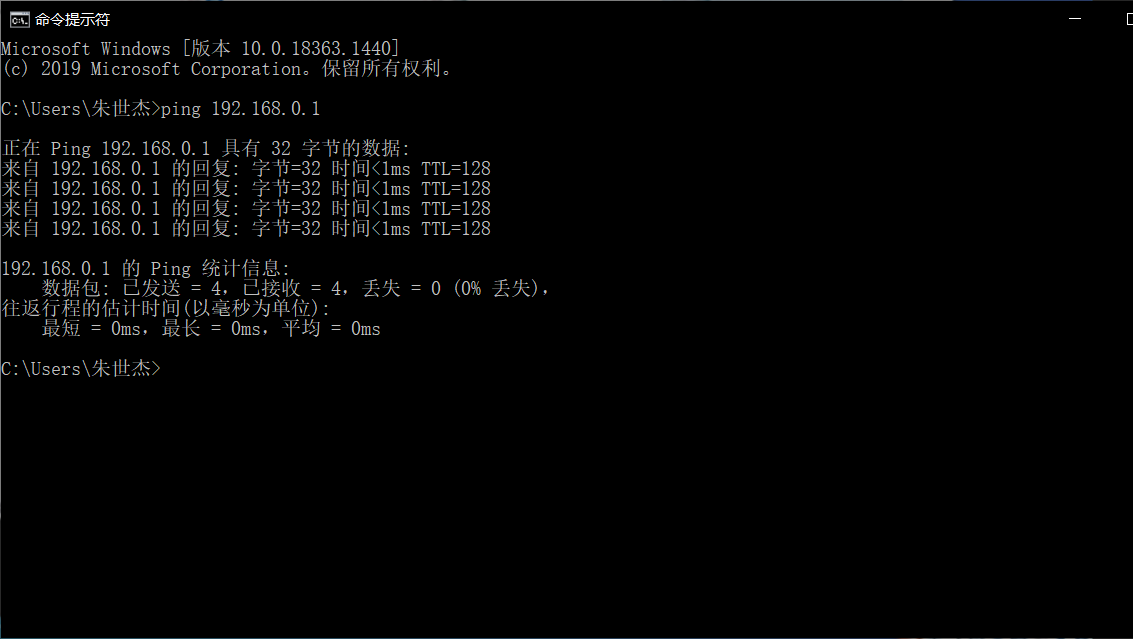 命令提示符
Microsoft Windows [版本 10.0.18363.1440]
(c) 2019 Microsoft Corporation。保留所有权利。
C:\Users\朱世杰>ping 192.168.0.1
正在 Ping 192.168.0.1 具有 32 字节的数据:
来自 192.168.0.1 的回复: 字节=32 时间<1ms TTL=128
来自 192.168.0.1 的回复: 字节=32 时间<1ms TTL=128
来自 192.168.0.1 的回复: 字节=32 时间<1ms TTL=128
来自 192.168.0.1 的回复: 字节=32 时间<1ms TTL=128
192.168.0.1 的 Ping 统计信息:
数据包: 已发送 = 4，已接收 = 4，丢失 = 0 (0% 丢失)，
往返行程的估计时间(以毫秒为单位):
最短 = 0ms，最长 = 0ms，平均 = 0ms
C:\Users\朱世杰>